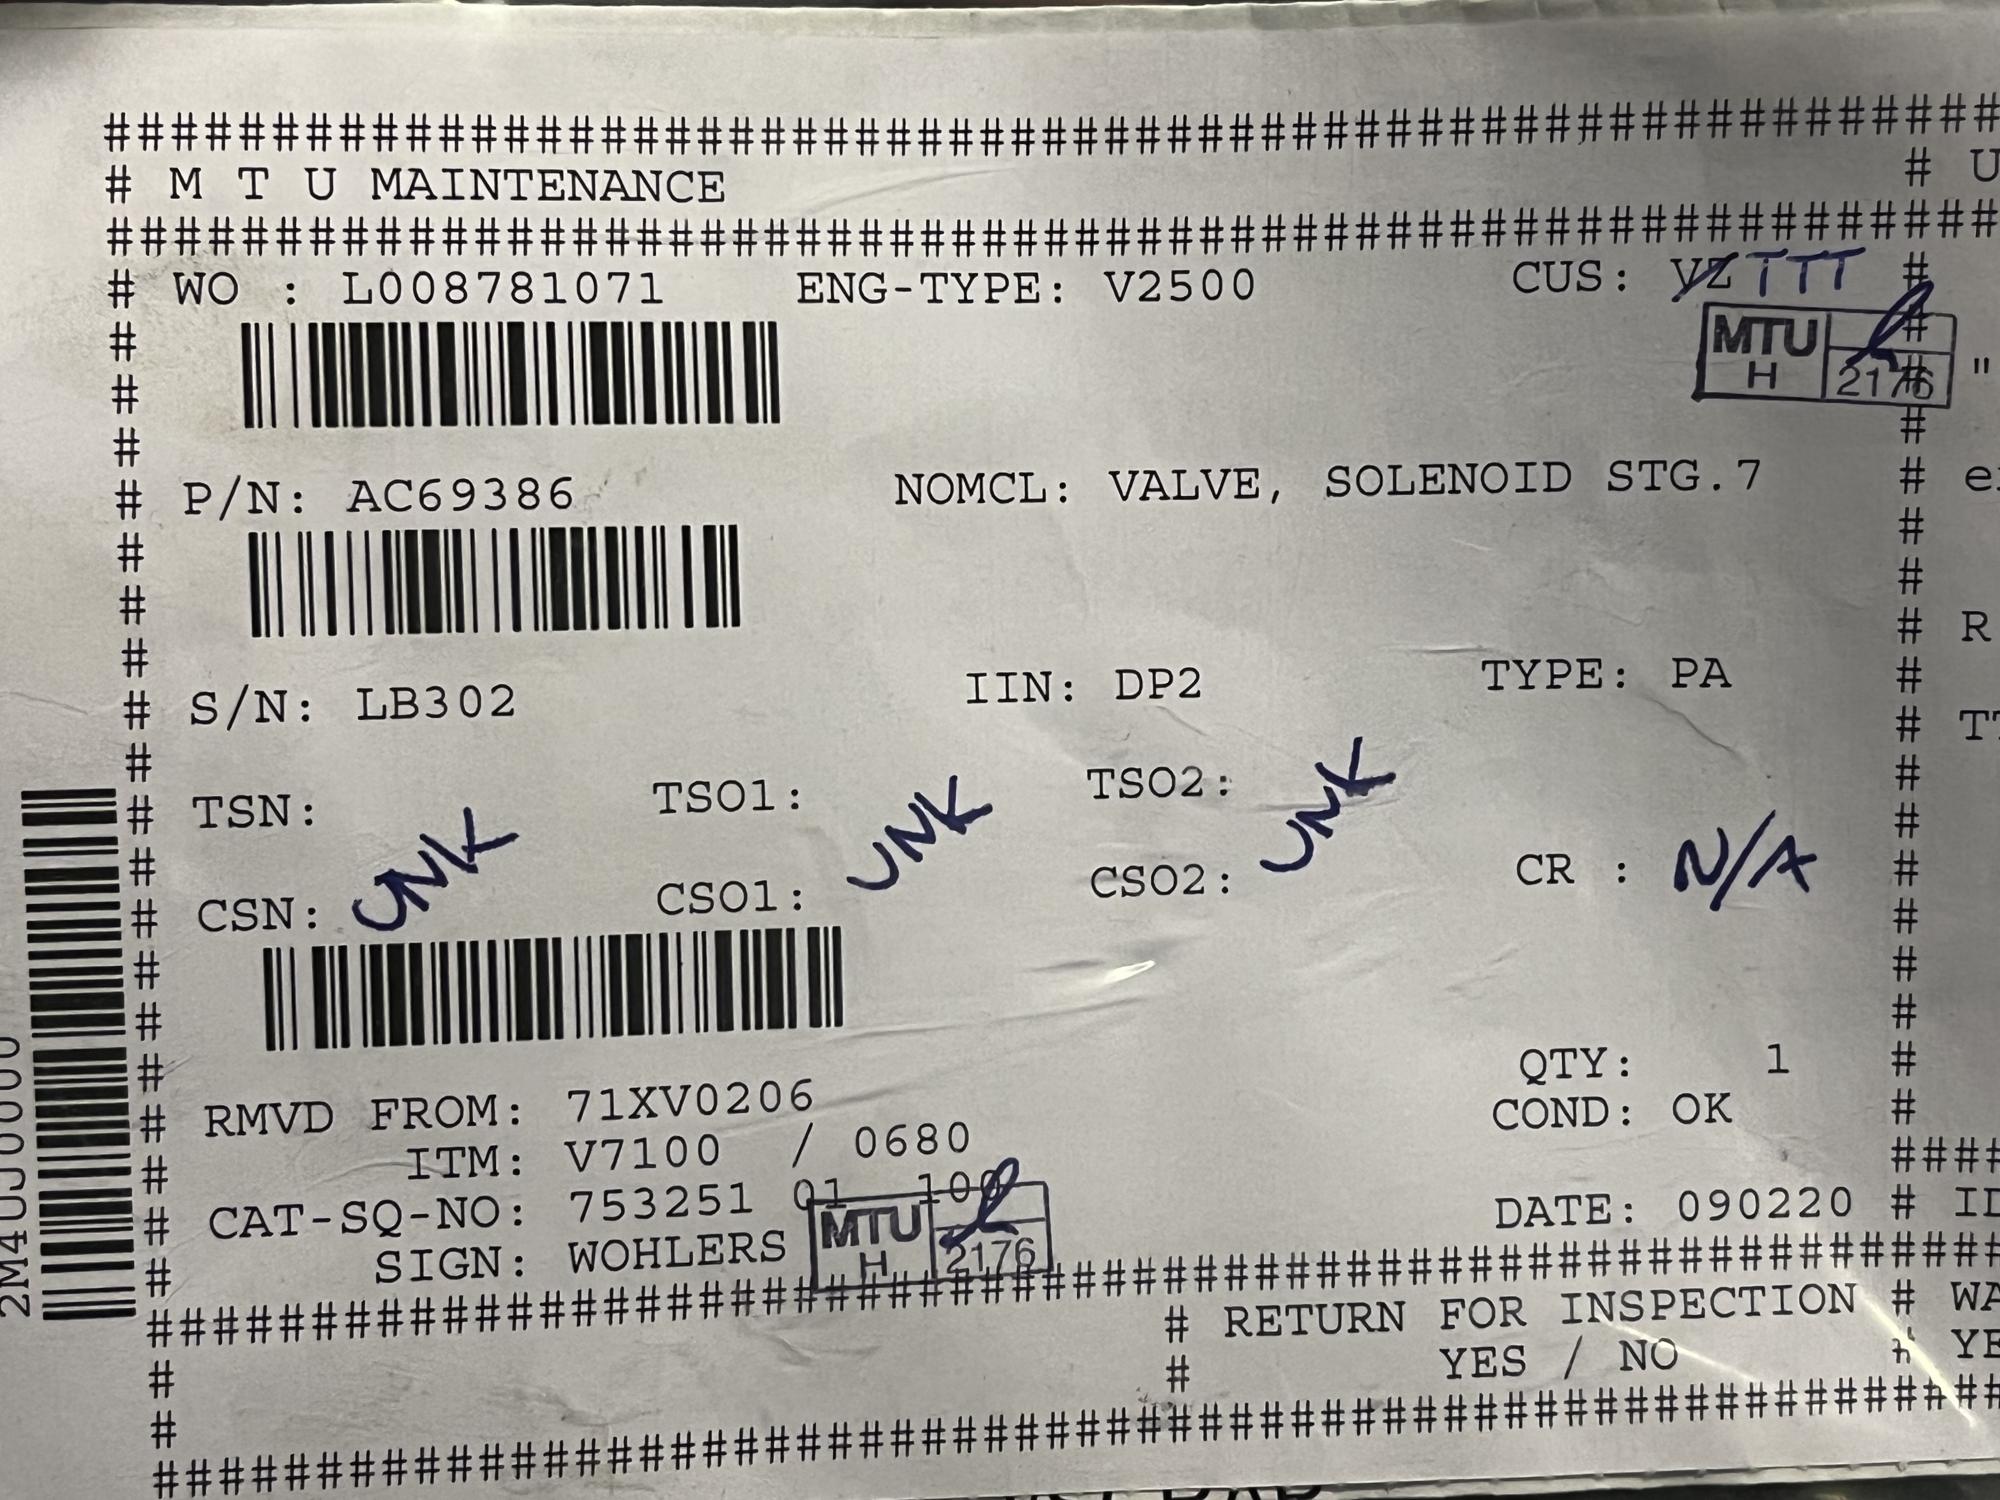 ##########################################################
# M T U MAINTENANCE # U
##########################################################
# WO : L008781071 ENG-TYPE: V2500 CUS: VZ TTT #
MTU H 2176
# P/N: AC69386 NOMCL: VALVE, SOLENOID STG.7 #
# S/N: LB302 IIN: DP2 TYPE: PA #
# TSN: UNK TSO1: UNK TSO2: UNK #
# CSN: CSO1: CSO2: CR : N/A #
QTY: 1 #
# RMVD FROM: 71XV0206 COND: OK #
# ITM: V7100 / 0680
# CAT-SQ-NO: 753251 01 100 DATE: 090220 #
# SIGN: WOHLERS MTU H 2176
##########################################################
# RETURN FOR INSPECTION #
# # YES / NO
#
##########################################################